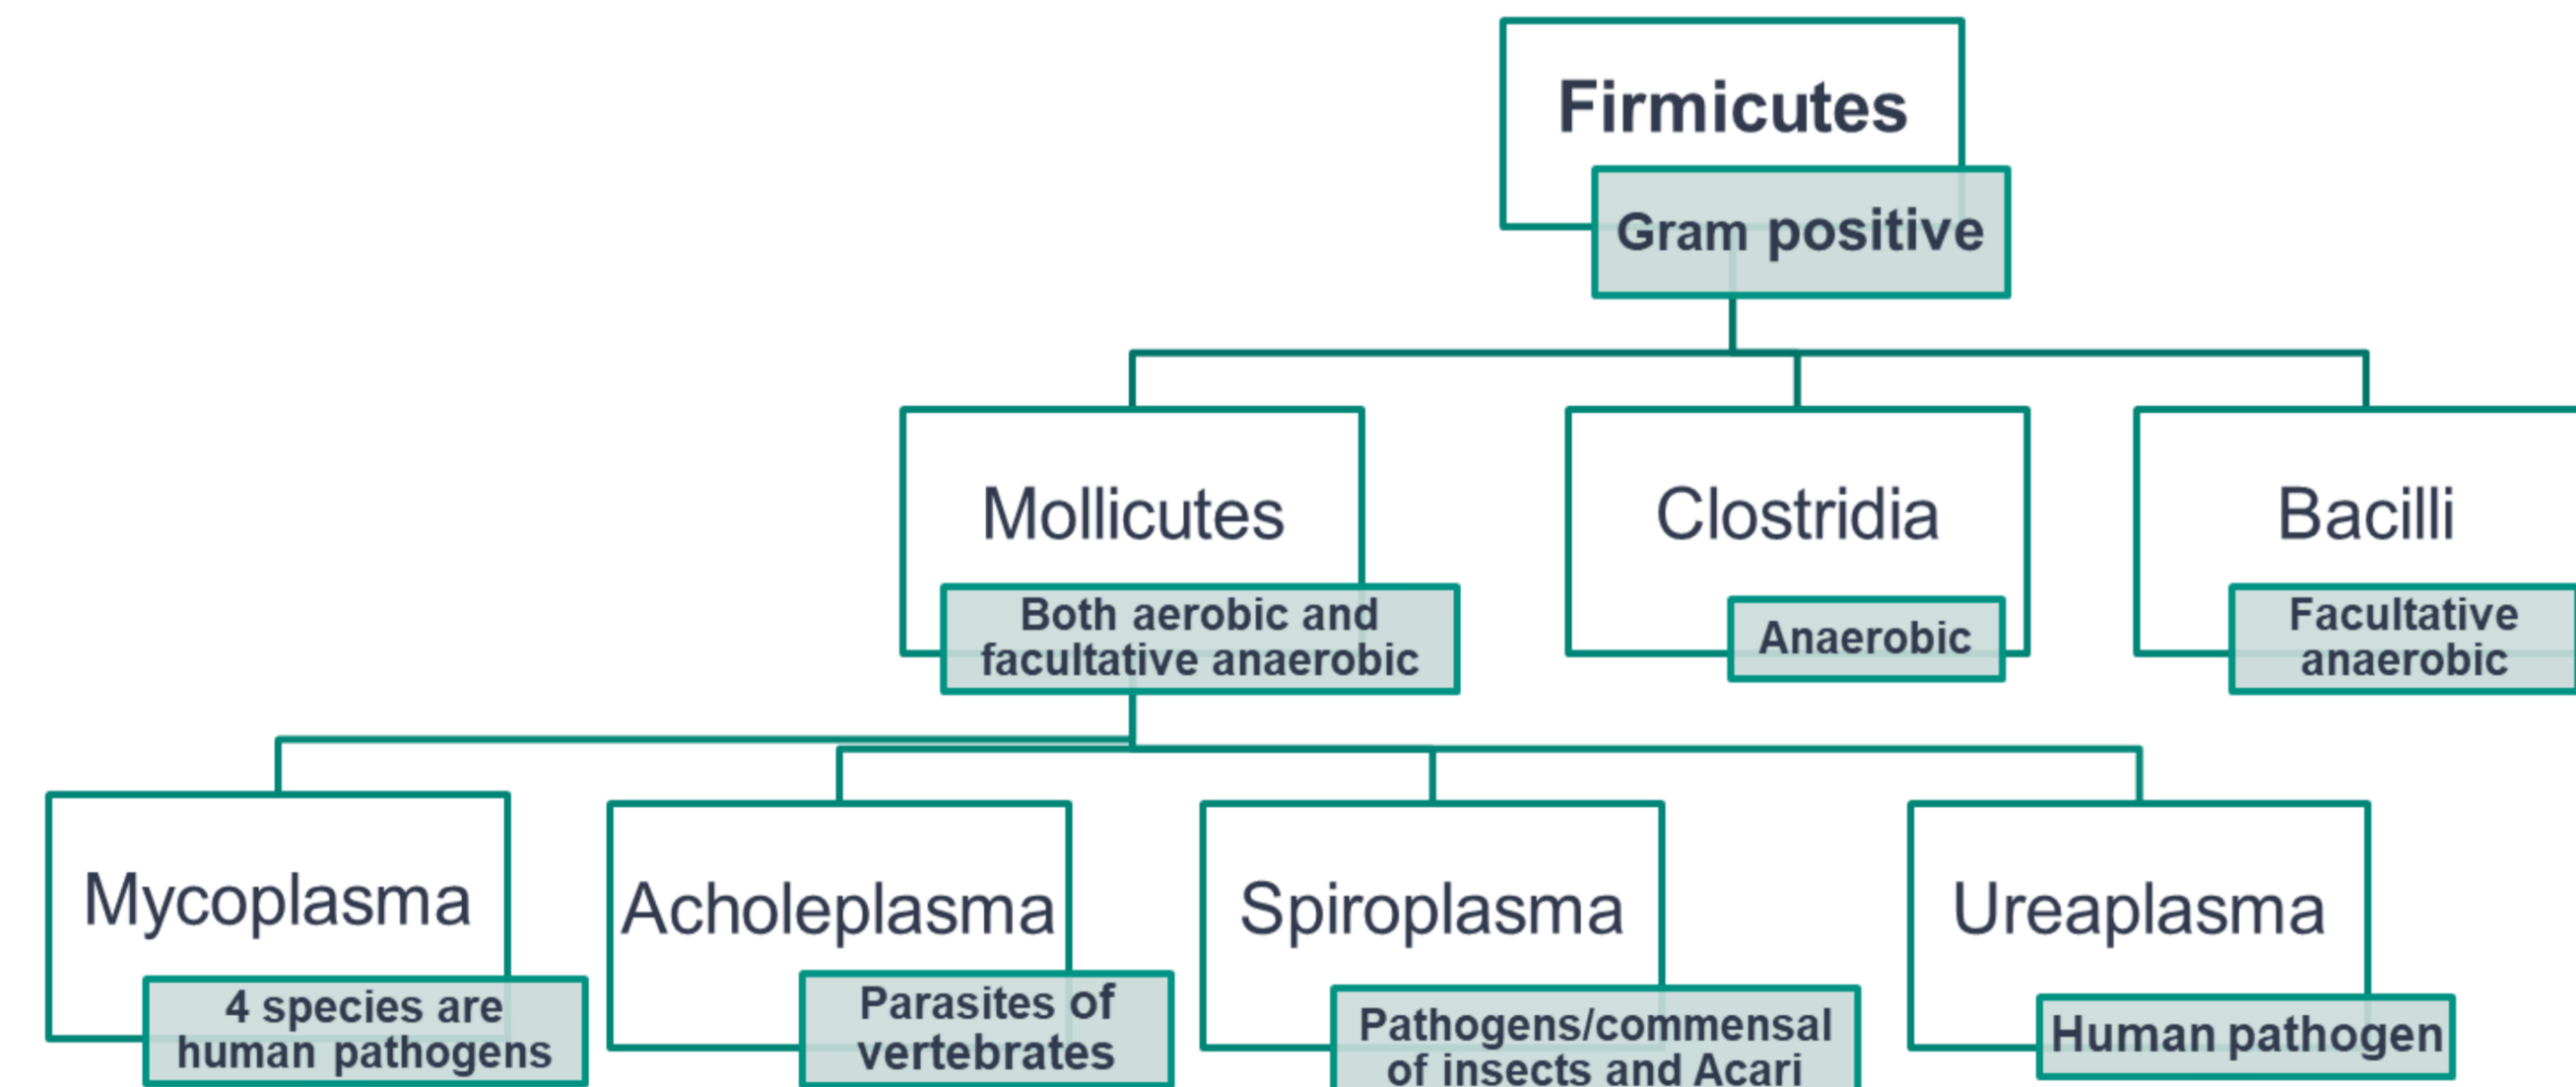 Firmicutes
Gram positive
Mollicutes
Both aerobic and
facultative anaerobic
Clostridia
Anaerobic
Bacilli
Facultative
anaerobic
Mycoplasma
4 species are
human pathogens
Acholeplasma
Parasites of
vertebrates
Spiroplasma
Pathogens/commensal
of insects and Acari
Ureaplasma
Human pathogen